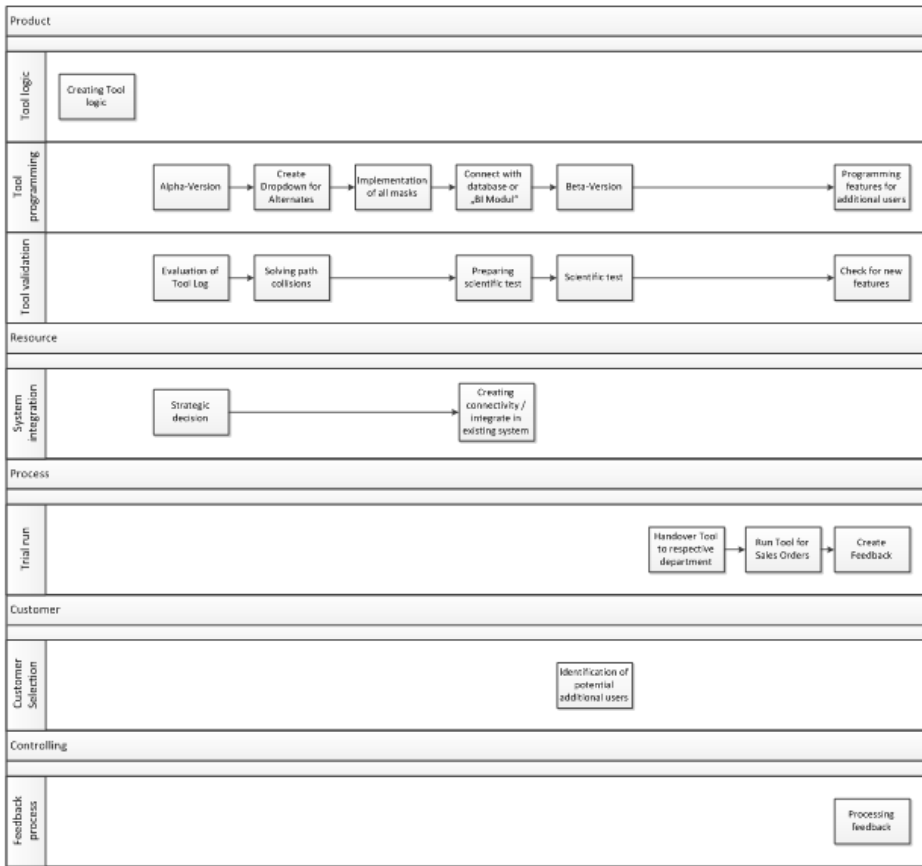 Product
Tool logic
Creating Tool
logic
Tool
programming
Alpha-Version
Create
Dropdown for
Alternates
Implementation
of all masks
Connect with
database or
„BI Modul“
Beta-Version
Programming
features for
additional users
Tool validation
Evaluation of
Tool Log
Solving path
collisions
Preparing
scientific test
Scientific test
Check for new
features
Resource
System
integration
Strategic
decision
Creating
connectivity /
integrate in
existing system
Process
Trial run
Handover Tool
to respective
department
Run Tool for
Sales Orders
Create
Feedback
Customer
Customer
Selection
Identification of
potential
additional users
Controlling
Feedback
process
Processing
feedback